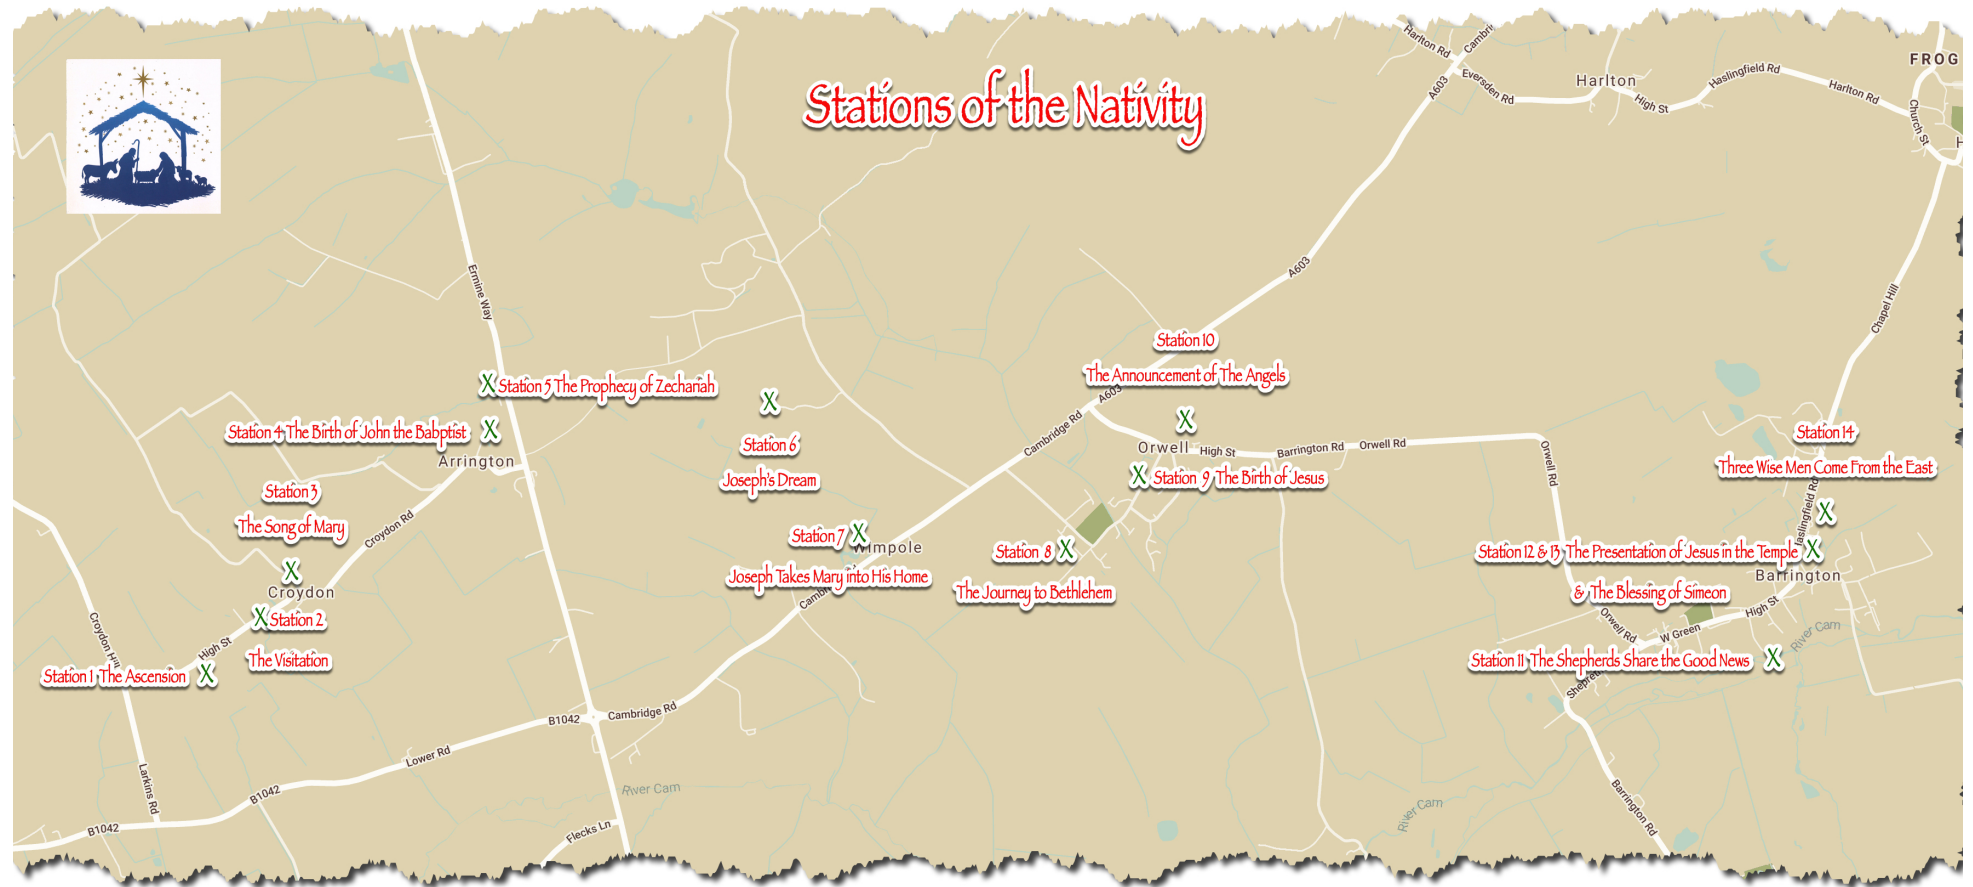 Stations of the Nativity
Harlton Rd
Cambri
A603
Eversden Rd
Harlton
High St
Haslingfield Rd
Harlton Rd
FROG
Church St
H
Ermine Way
A603
Chapel Hill
Station 10
The Announcement of The Angels
A603
Station 5 The Prophecy of Zechariah
X
X
Station 4 The Birth of John the Babptist
X
Arrington
X
Station 6
Joseph's Dream
Cambridge Rd
X
Orwell
High St
Barrington Rd
Orwell Rd
Orwell Rd
X
Station 9 The Birth of Jesus
Station 14
Three Wise Men Come From the East
X
Haslingfield Rd
Station 3
The Song of Mary
X
Croydon Rd
Croydon
Station 7
X
Wimpole
Joseph Takes Mary into His Home
Camb
Station 8
X
The Journey to Bethlehem
Station 12 & 13 The Presentation of Jesus in the Temple
X
& The Blessing of Simeon
Barrington
High St
W Green
Orwell Rd
River Cam
X
Station 2
The Visitation
High St
Croydon Hill
Station 1 The Ascension
X
Station 11 The Shepherds Share the Good News
X
Shepreth
B1042
Cambridge Rd
Lower Rd
B1042
Larkins Rd
B1042
River Cam
Flecks Ln
River Cam
Barrington Rd